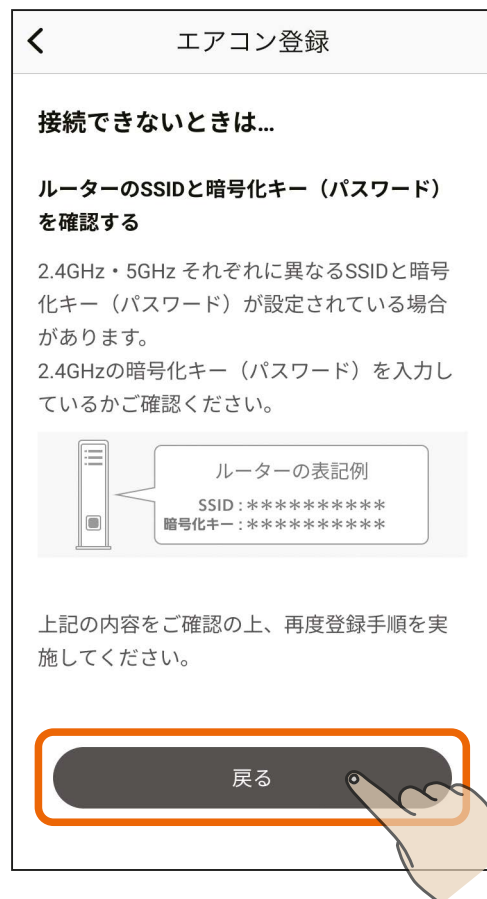 エアコン登録
接続できないときは…
ルーターのSSIDと暗号化キー（パスワード）
を確認する
2.4GHz・5GHz それぞれに異なるSSIDと暗号
化キー（パスワード）が設定されている場合
があります。
2.4GHzの暗号化キー（パスワード）を入力し
ているかご確認ください。
ルーターの表記例
SSID：**********
暗号化キー：**********
上記の内容をご確認の上、再度登録手順を実
施してください。
戻る